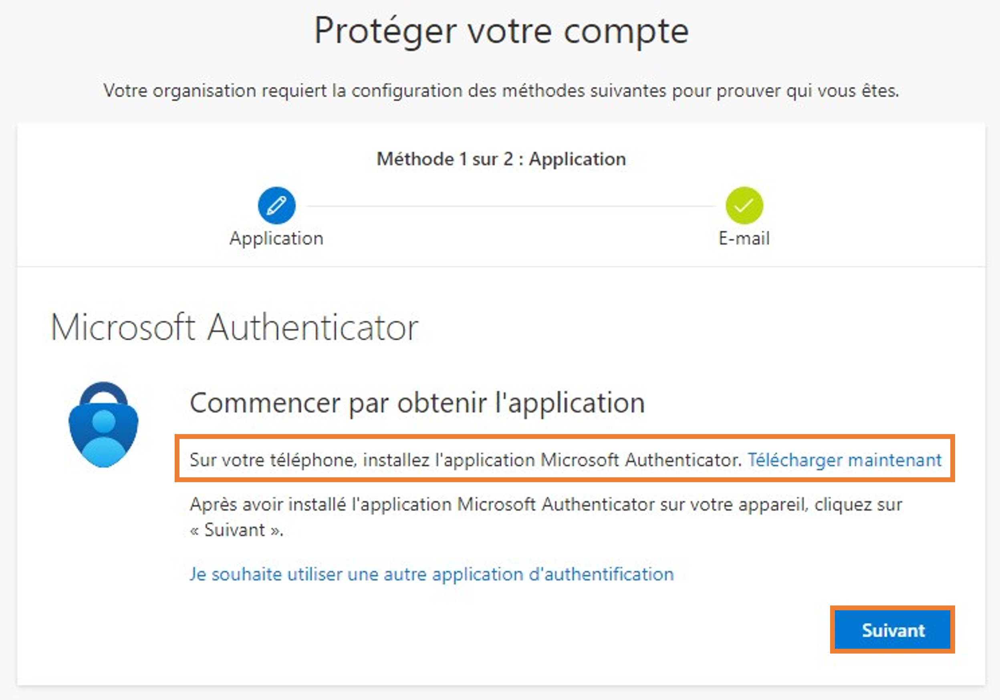 Protéger votre compte
Votre organisation requiert la configuration des méthodes suivantes pour prouver qui vous êtes.
Méthode 1 sur 2 : Application
Application
E-mail
Microsoft Authenticator
Commencer par obtenir l'application
Sur votre téléphone, installez l'application Microsoft Authenticator. Télécharger maintenant
Après avoir installé l'application Microsoft Authenticator sur votre appareil, cliquez sur
« Suivant ».
Je souhaite utiliser une autre application d'authentification
Suivant